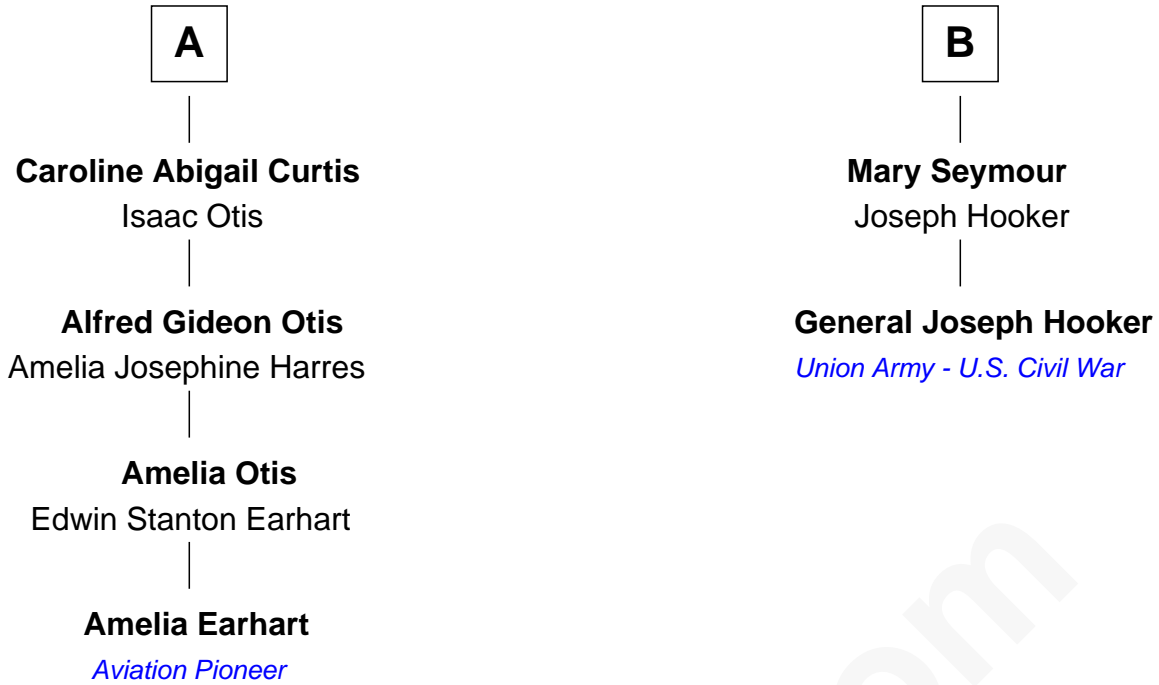 A
Caroline Abigail Curtis
Isaac Otis
Alfred Gideon Otis
Amelia Josephine Harres
Amelia Otis
Edwin Stanton Earhart
Amelia Earhart
Aviation Pioneer
B
Mary Seymour
Joseph Hooker
General Joseph Hooker
Union Army - U.S. Civil War
om